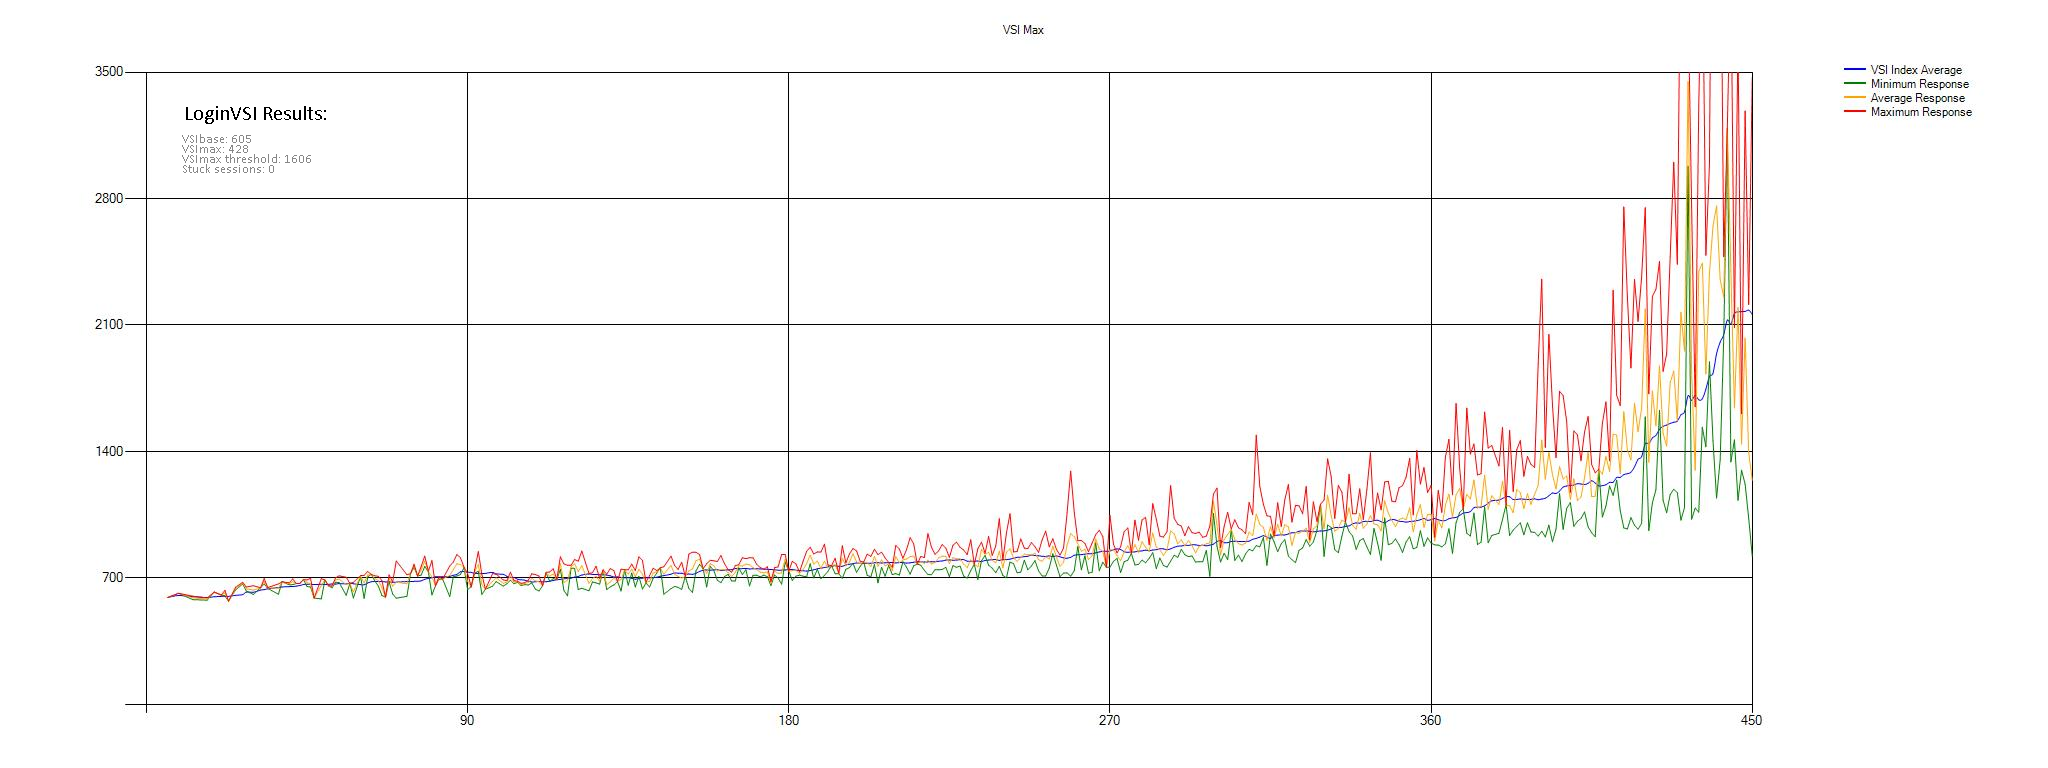 VSI Max
3500
2800
2100
1400
700
LoginVSI Results:
VSIbase: 605
VSImax: 428
VSImax threshold: 1606
Stuck sessions: 0
90
180
270
360
450
VSI Index Average
Minimum Response
Average Response
Maximum Response